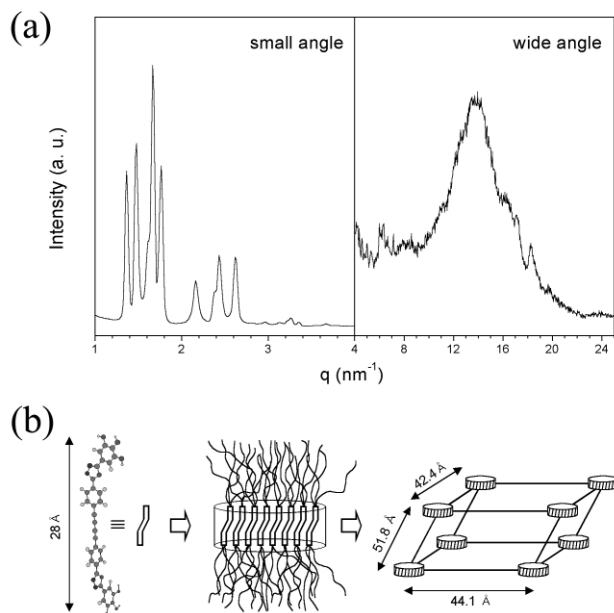 (a)
small angle
wide angle
Intensity (a. u.)
1 2 3 4 8 12 16 20 24
q (nm⁻¹)
(b)
28 Å
≡
42.4 Å
51.8 Å
44.1 Å